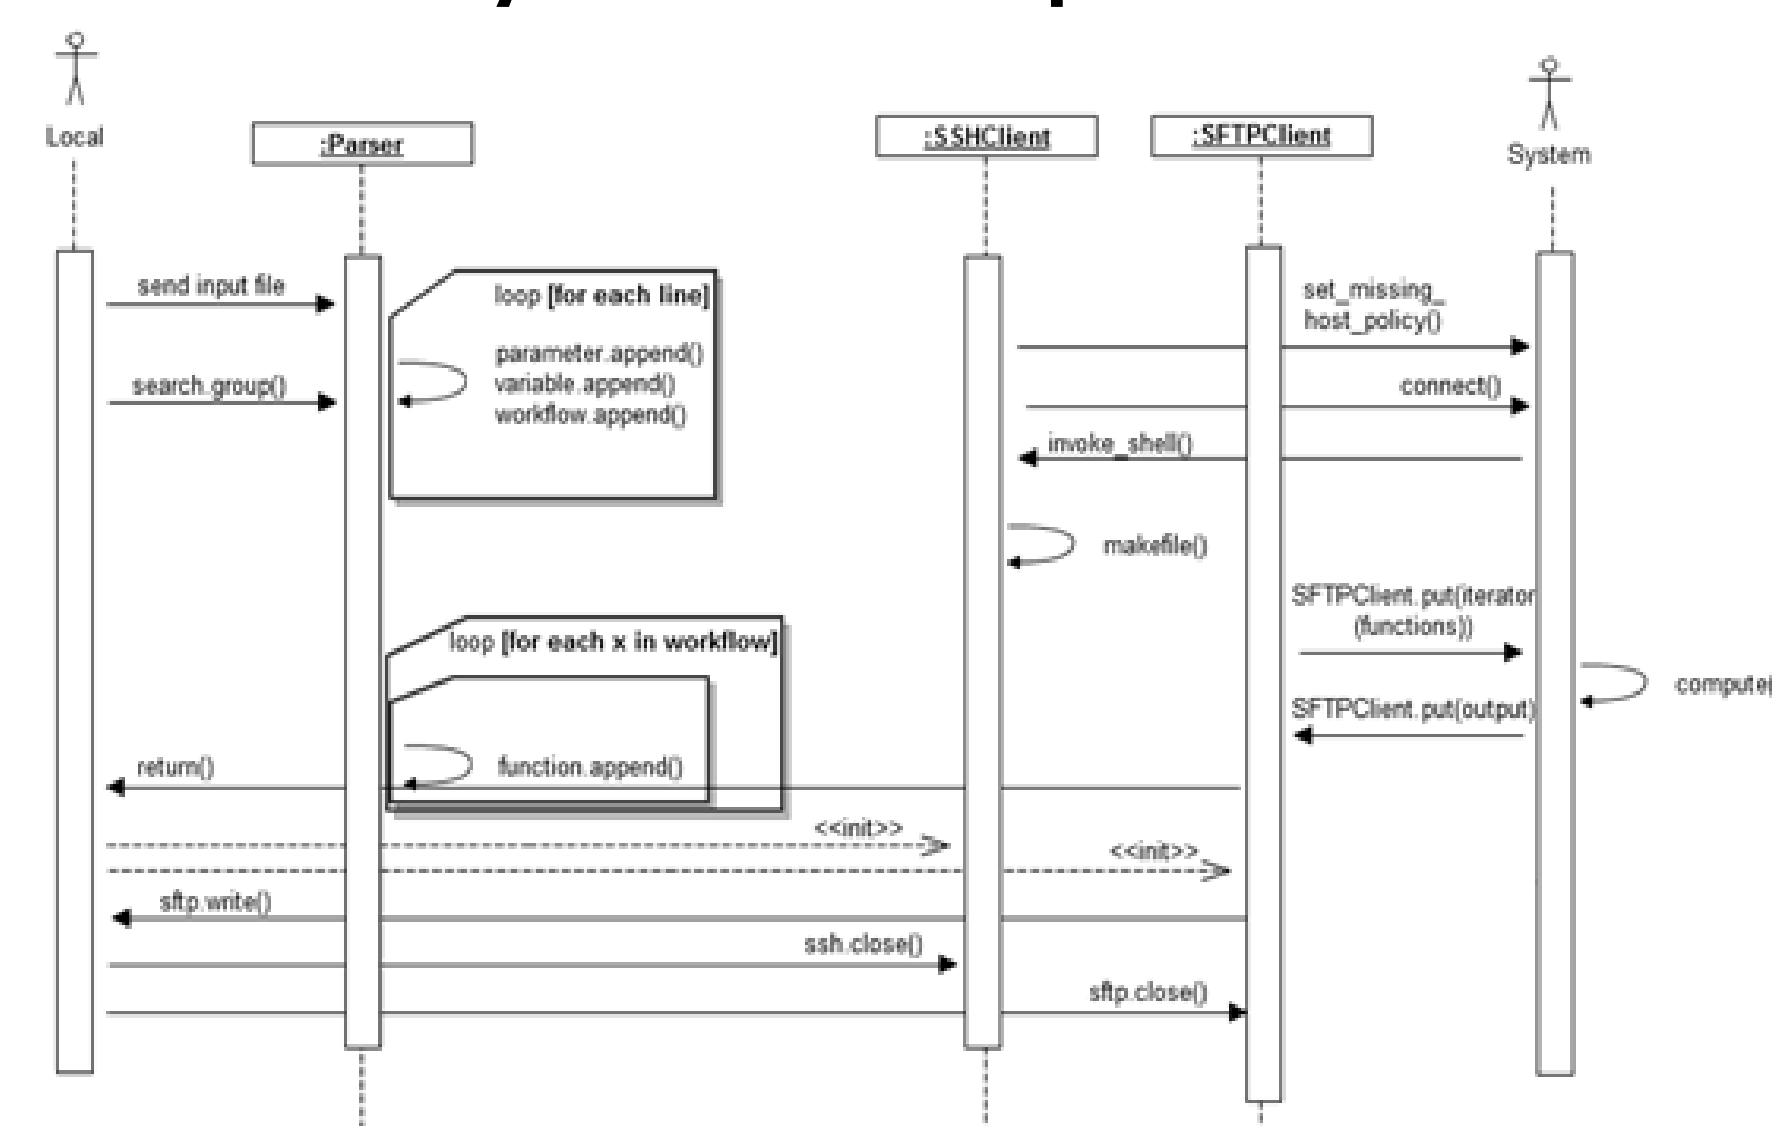 Local
:Parser
:SSHClient
:SFTPClient
System
send input file
loop [for each line]
set_missing_
host_policy()
parameter.append()
search.group()
variable.append()
connect()
workflow.append()
invoke_shell()
makefile()
SFTPClient.put(iterator
(functions))
loop [for each x in workflow]
compute(
SFTPClient.put(output)
return()
function.append()
<<init>>
<<init>>
sftp.write()
ssh.close()
sftp.close()